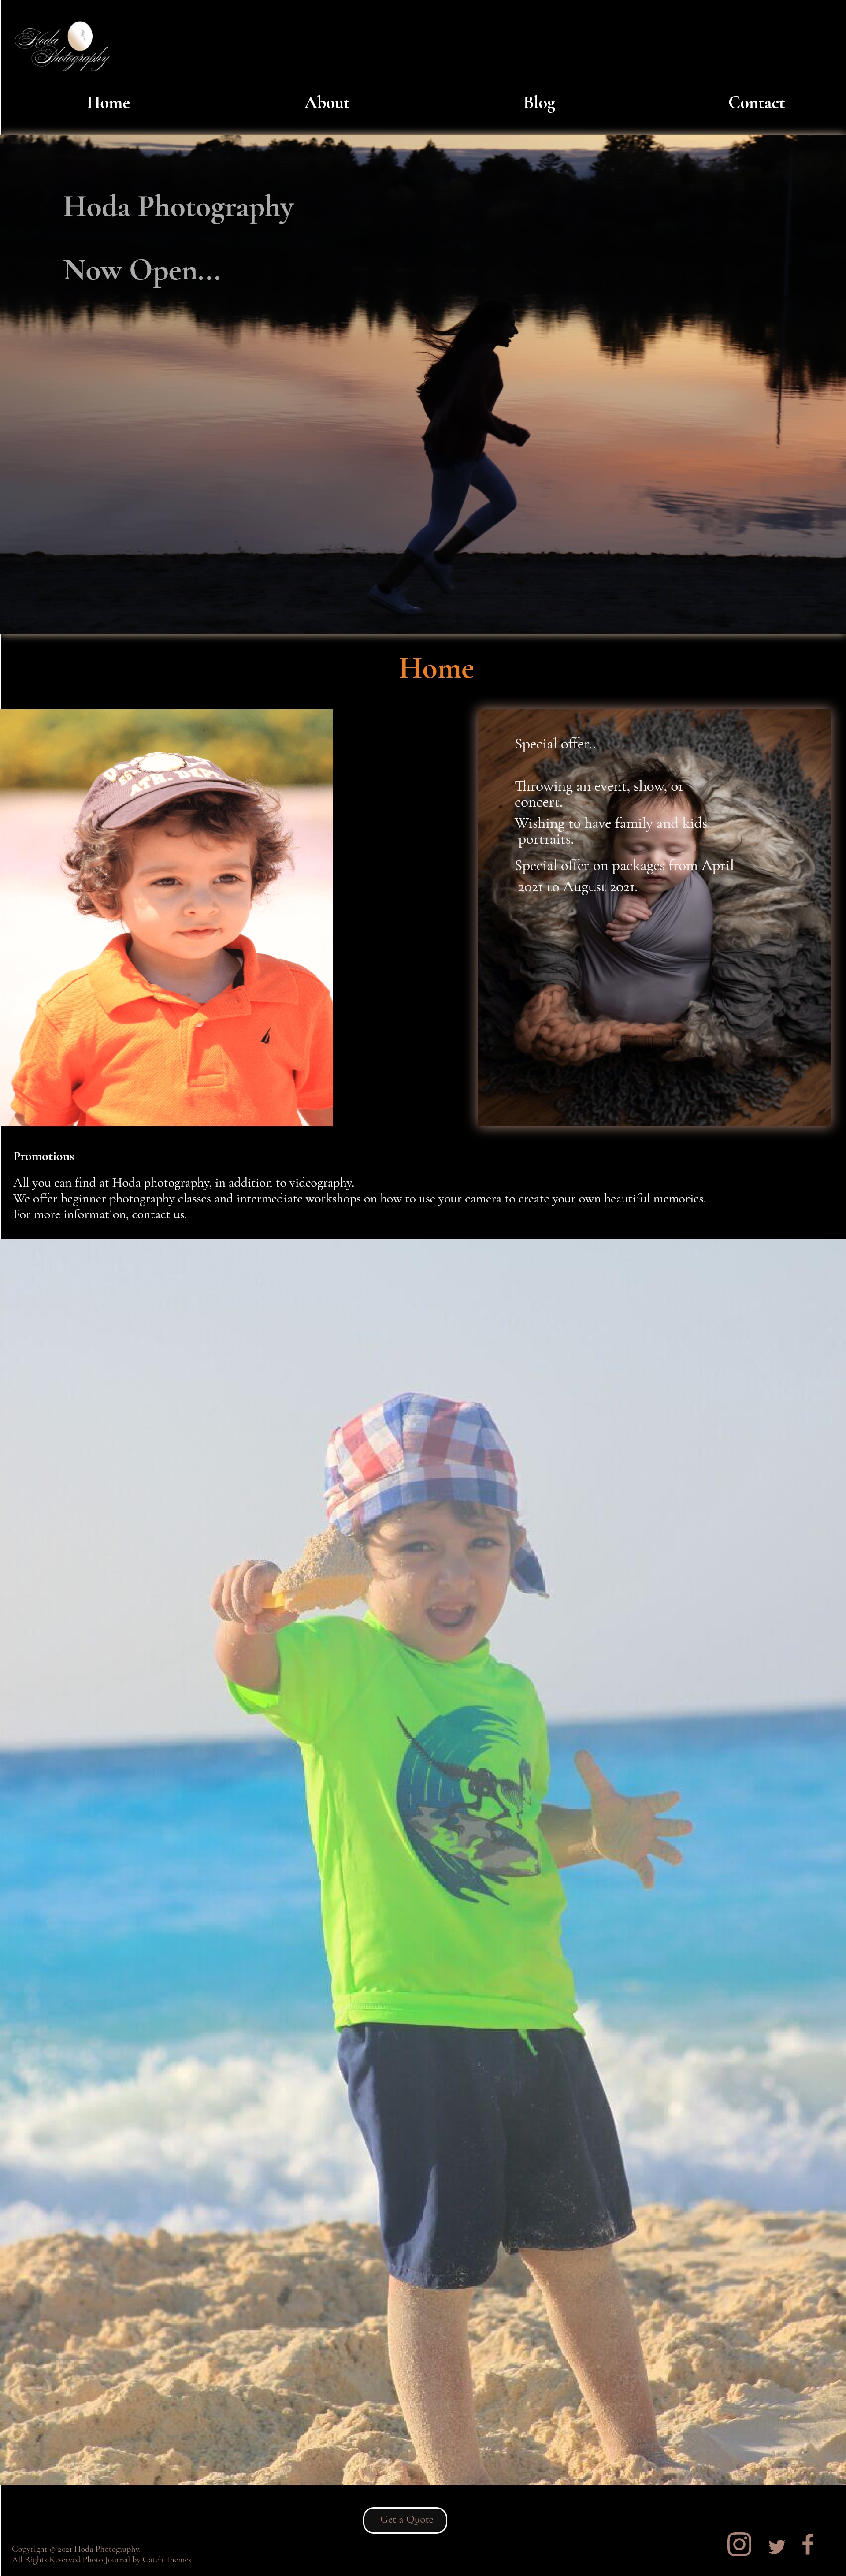 Hoda
Photography
Home About Blog Contact
Hoda Photography
Now Open...
Home
ATH. DEPT.
Special offer..
Throwing an event, show, or
concert.
Wishing to have family and kids
portraits.
Special offer on packages from April
2021 to August 2021.
Promotions
All you can find at Hoda photography, in addition to videography.
We offer beginner photography classes and intermediate workshops on how to use your camera to create your own beautiful memories.
For more information, contact us.
Get a Quote
Copyright © 2021 Hoda Photography.
All Rights Reserved Photo Journal by Catch Themes